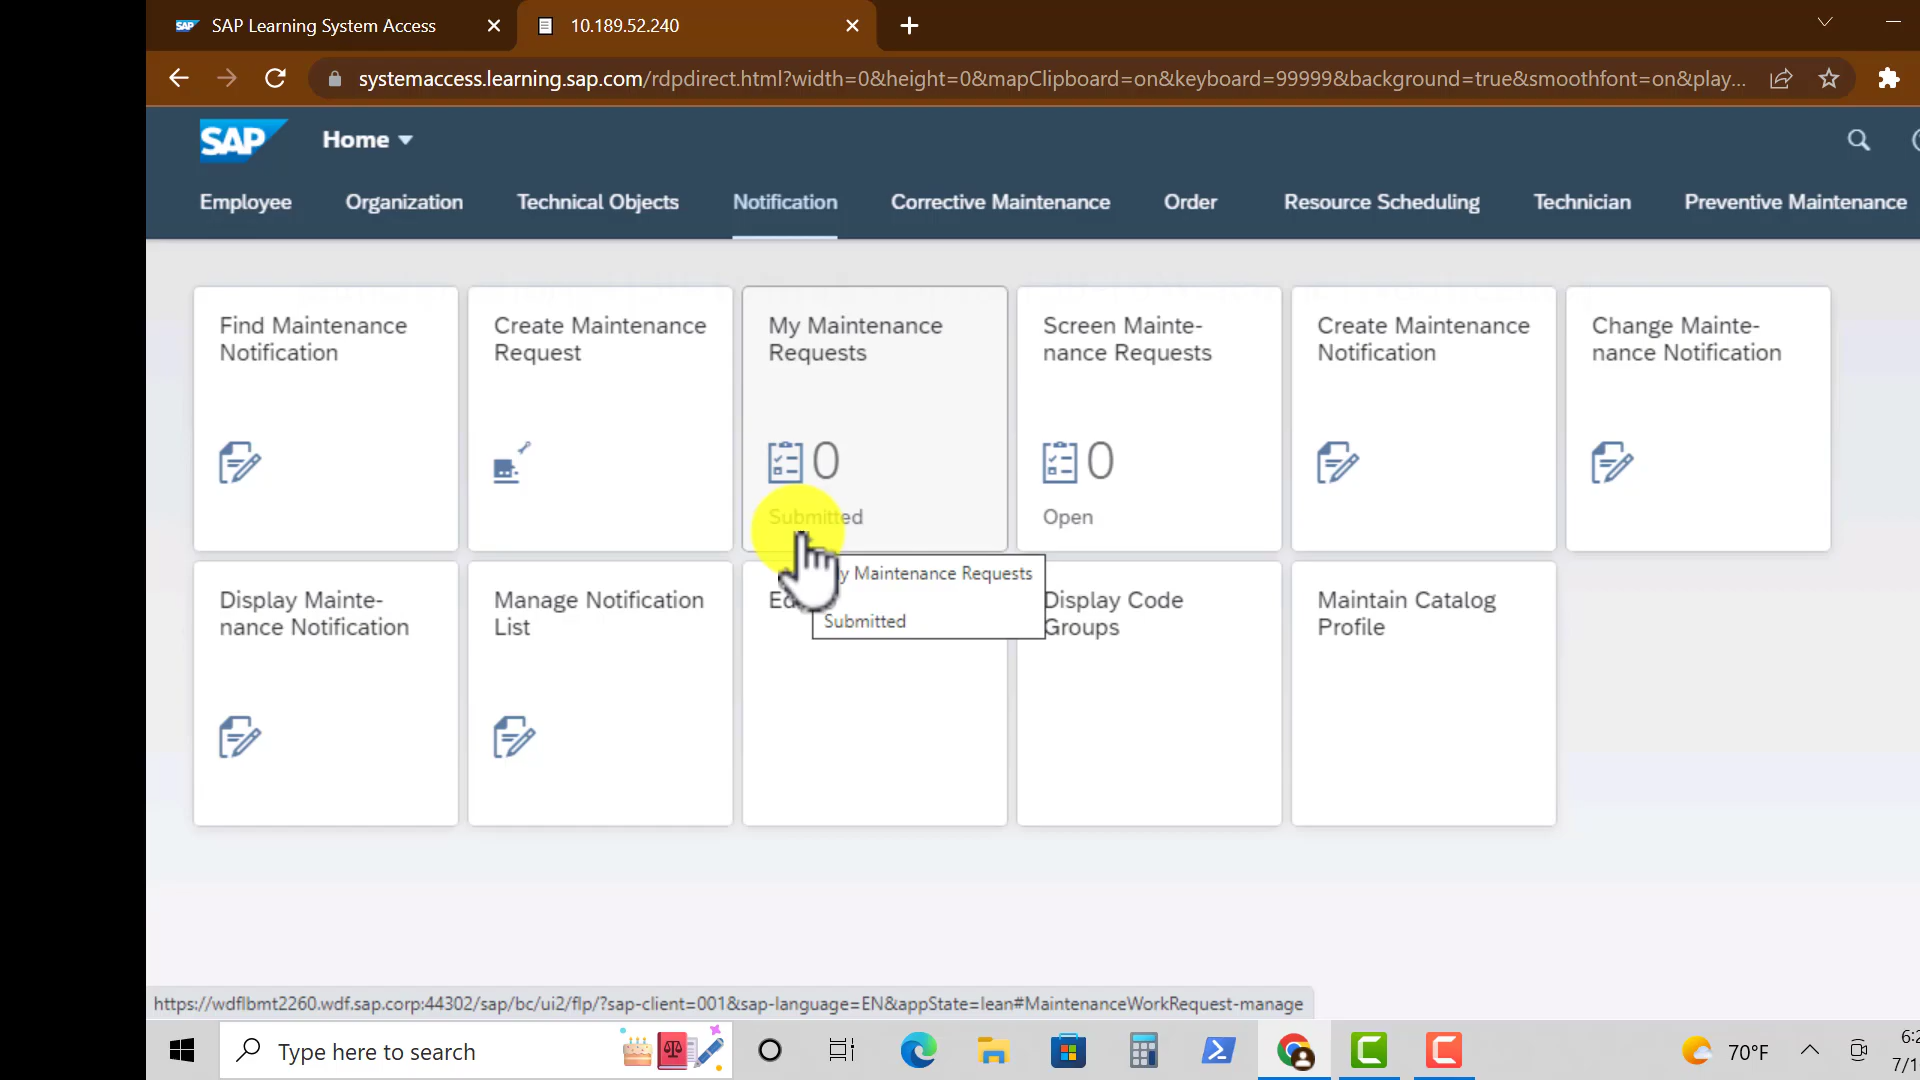 SAP SAP Learning System Access
10.189.52.240
systemaccess.learning.sap.com/rdpdirect.html?width=0&height=0&mapClipboard=on&keyboard=99999&background=true&smoothfont=on&play...
SAP Home
Employee Organization Technical Objects Notification Corrective Maintenance Order Resource Scheduling Technician Preventive Maintenance
Find Maintenance
Notification
Create Maintenance
Request
My Maintenance
Requests
0
Submitted
Screen Mainte-
nance Requests
0
Open
Create Maintenance
Notification
Change Mainte-
nance Notification
y Maintenance Requests
Submitted
Display Mainte-
nance Notification
Manage Notification
List
Display Code
Groups
Maintain Catalog
Profile
https://wdflbmt2260.wdf.sap.corp:44302/sap/bc/ui2/flp/?sap-client=001&sap-language=EN&appState=lean#MaintenanceWorkRequest-manage
Type here to search
70°F